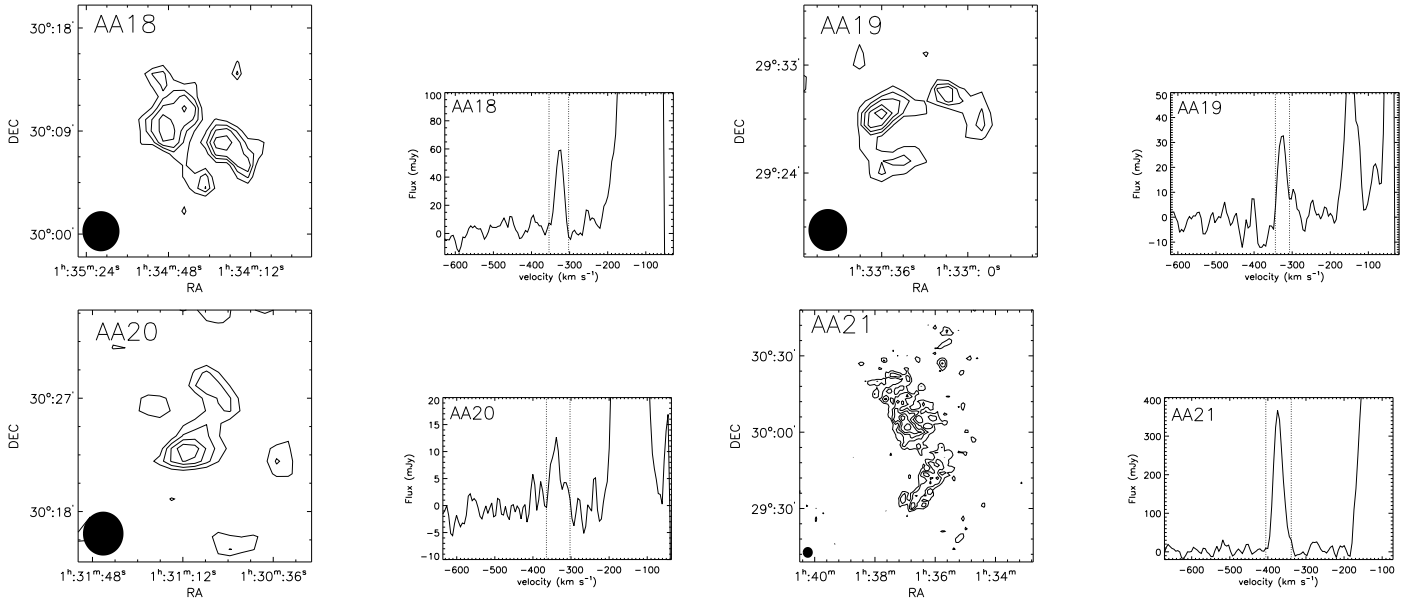 AA18
30°:18'
30°:09'
30°:00'
DEC
1ʰ:35ᵐ:24ˢ 1ʰ:34ᵐ:48ˢ 1ʰ:34ᵐ:12ˢ
RA
AA18
100
80
60
40
20
0
Flux (mJy)
-600 -500 -400 -300 -200 -100
velocity (km s⁻¹)
AA19
29°:33'
29°:24'
DEC
1ʰ:33ᵐ:36ˢ 1ʰ:33ᵐ: 0ˢ
RA
AA19
50
40
30
20
10
0
-10
Flux (mJy)
-600 -500 -400 -300 -200 -100
velocity (km s⁻¹)
AA20
30°:27'
30°:18'
DEC
1ʰ:31ᵐ:48ˢ 1ʰ:31ᵐ:12ˢ 1ʰ:30ᵐ:36ˢ
RA
AA20
20
15
10
5
0
-5
-10
Flux (mJy)
-600 -500 -400 -300 -200 -100
velocity (km s⁻¹)
AA21
30°:30'
30°:00'
29°:30'
DEC
1ʰ:40ᵐ 1ʰ:38ᵐ 1ʰ:36ᵐ 1ʰ:34ᵐ
RA
AA21
400
300
200
100
0
Flux (mJy)
-600 -500 -400 -300 -200 -100
velocity (km s⁻¹)